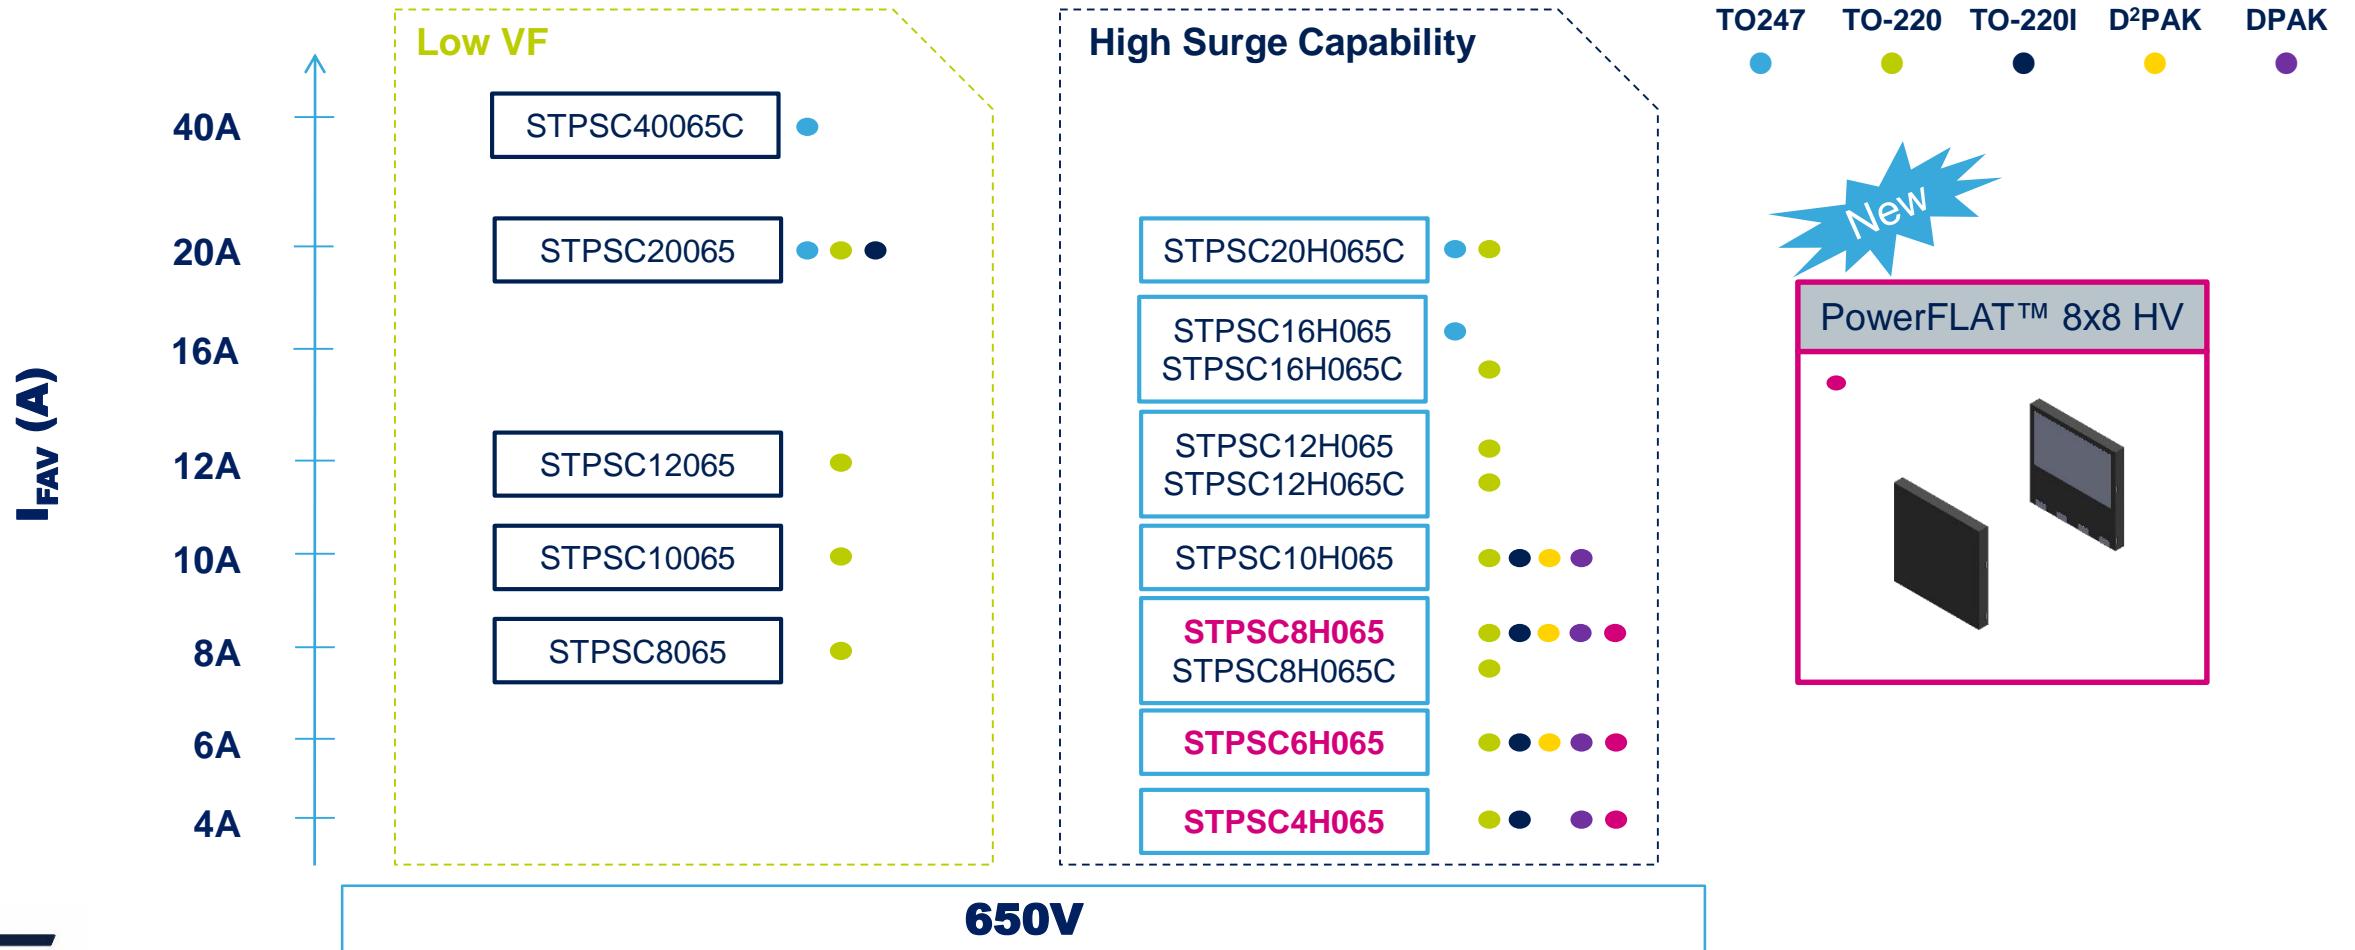 TO247 TO-220 TO-220I D²PAK DPAK
Low VF
High Surge Capability
New
PowerFLAT™ 8x8 HV
I_FAV (A)
40A
STPSC40065C
20A
STPSC20065
STPSC20H065C
16A
STPSC16H065
STPSC16H065C
12A
STPSC12065
STPSC12H065
STPSC12H065C
10A
STPSC10065
STPSC10H065
8A
STPSC8065
STPSC8H065
STPSC8H065C
6A
STPSC6H065
4A
STPSC4H065
650V